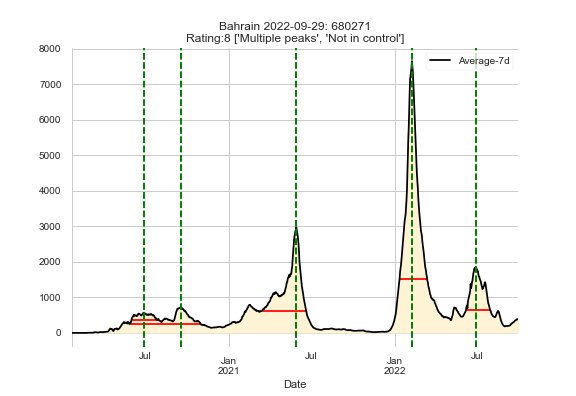 Bahrain 2022-09-29: 680271
Rating:8 ['Multiple peaks', 'Not in control']
Average-7d
8000
7000
6000
5000
4000
3000
2000
1000
0
Jul
Jan
2021
Jul
Jan
2022
Jul
Date